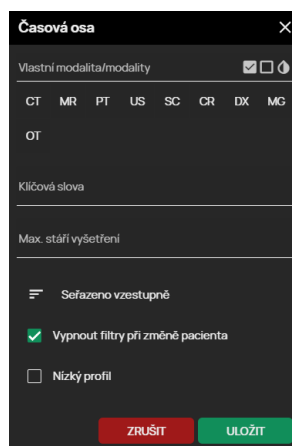 Časová osa
Vlastní modalita/modality
CT MR PT US SC CR DX MG
OT
Klíčová slova
Max. stáří vyšetření
Seřazeno vzestupně
Vypnout filtry při změně pacienta
Nízký profil
ZRUŠIT ULOŽIT